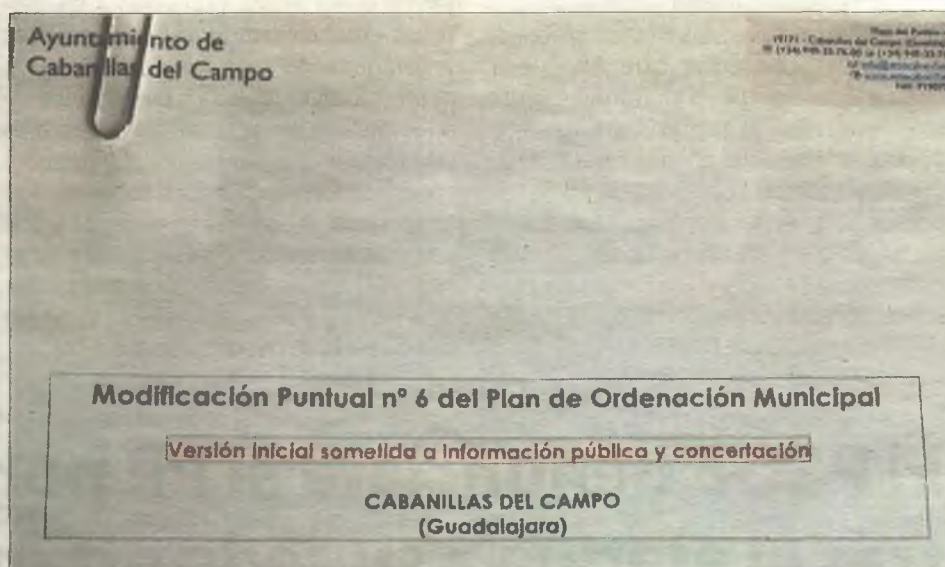 Ayuntamiento de
Cabanillas del Campo
Modificación Puntual nº 6 del Plan de Ordenación Municipal
Versión inicial sometida a información pública y concertación
CABANILLAS DEL CAMPO
(Guadalajara)